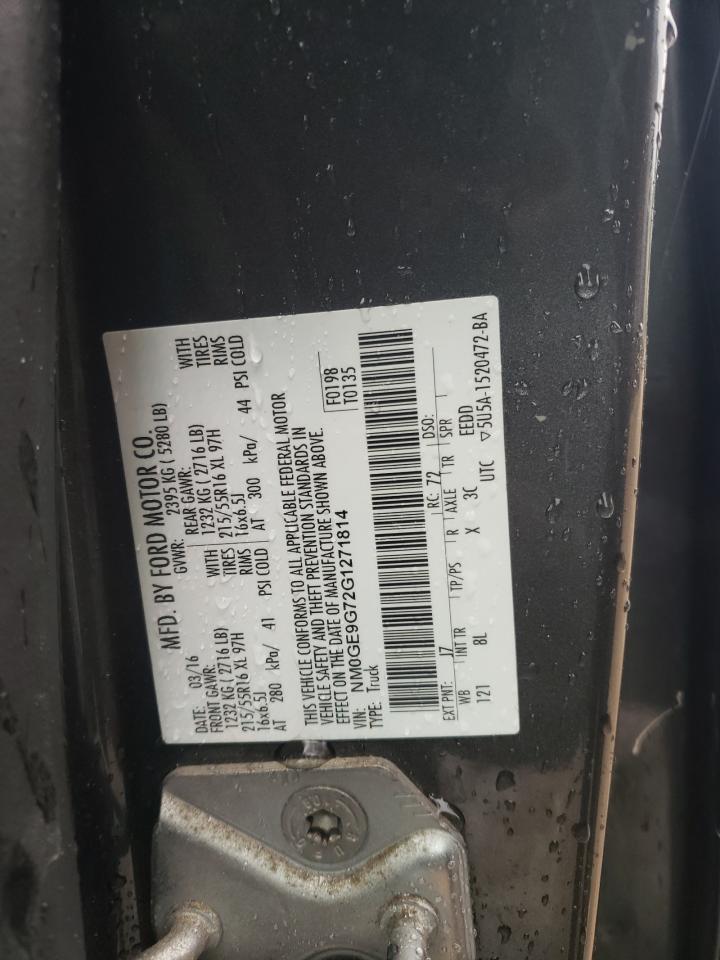 MFD. BY FORD MOTOR CO.
DATE: 03/16 GVWR: 2395 KG ( 5280 LB)
FRONT GAWR: REAR GAWR:
1232 KG ( 2716 LB) WITH 1232 KG ( 2716 LB) WITH
215/55R16 XL 97H TIRES 215/55R16 XL 97H TIRES
16x6.5J RIMS 16x6.5J RIMS
AT 280 kPa/ 41 PSI COLD AT 300 kPa/ 44 PSI COLD
THIS VEHICLE CONFORMS TO ALL APPLICABLE FEDERAL MOTOR
VEHICLE SAFETY AND THEFT PREVENTION STANDARDS IN
EFFECT ON THE DATE OF MANUFACTURE SHOWN ABOVE.
VIN: NM0GE9G72G1271814 F0198
TYPE: Truck T0135
EXT PNT: J7 RC: 72 DSO:
WB INT TR TP/PS R AXLE TR SPR
121 8L X 3C EEDD
UTC ▽5U5A-1520472-BA